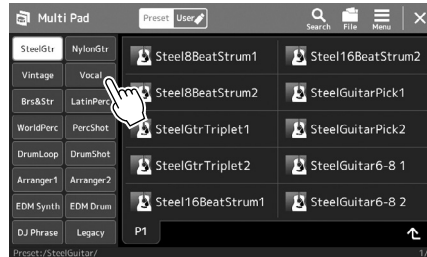 Multi Pad
Preset User
Search File Menu
SteelGtr NylonGtr
Vintage Vocal
Brs&Str LatinPerc
WorldPerc PercShot
DrumLoop DrumShot
Arranger1 Arranger2
EDM Synth EDM Drum
DJ Phrase Legacy
Steel8BeatStrum1 Steel16BeatStrum2
Steel8BeatStrum2 SteelGuitarPick1
SteelGtrTriplet1 SteelGuitarPick2
SteelGtrTriplet2 SteelGuitar6-8 1
Steel16BeatStrum1 SteelGuitar6-8 2
P1
Preset:/SteelGuitar/ 1/